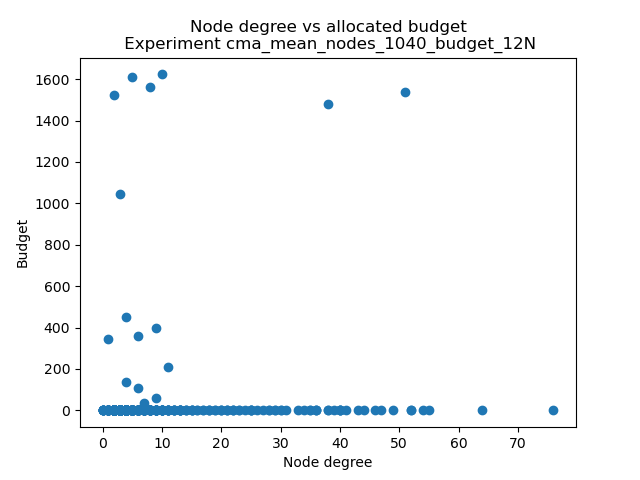 Node degree vs allocated budget
Experiment cma_mean_nodes_1040_budget_12N
1600
1400
1200
1000
800
600
400
200
0
Budget
0 10 20 30 40 50 60 70
Node degree